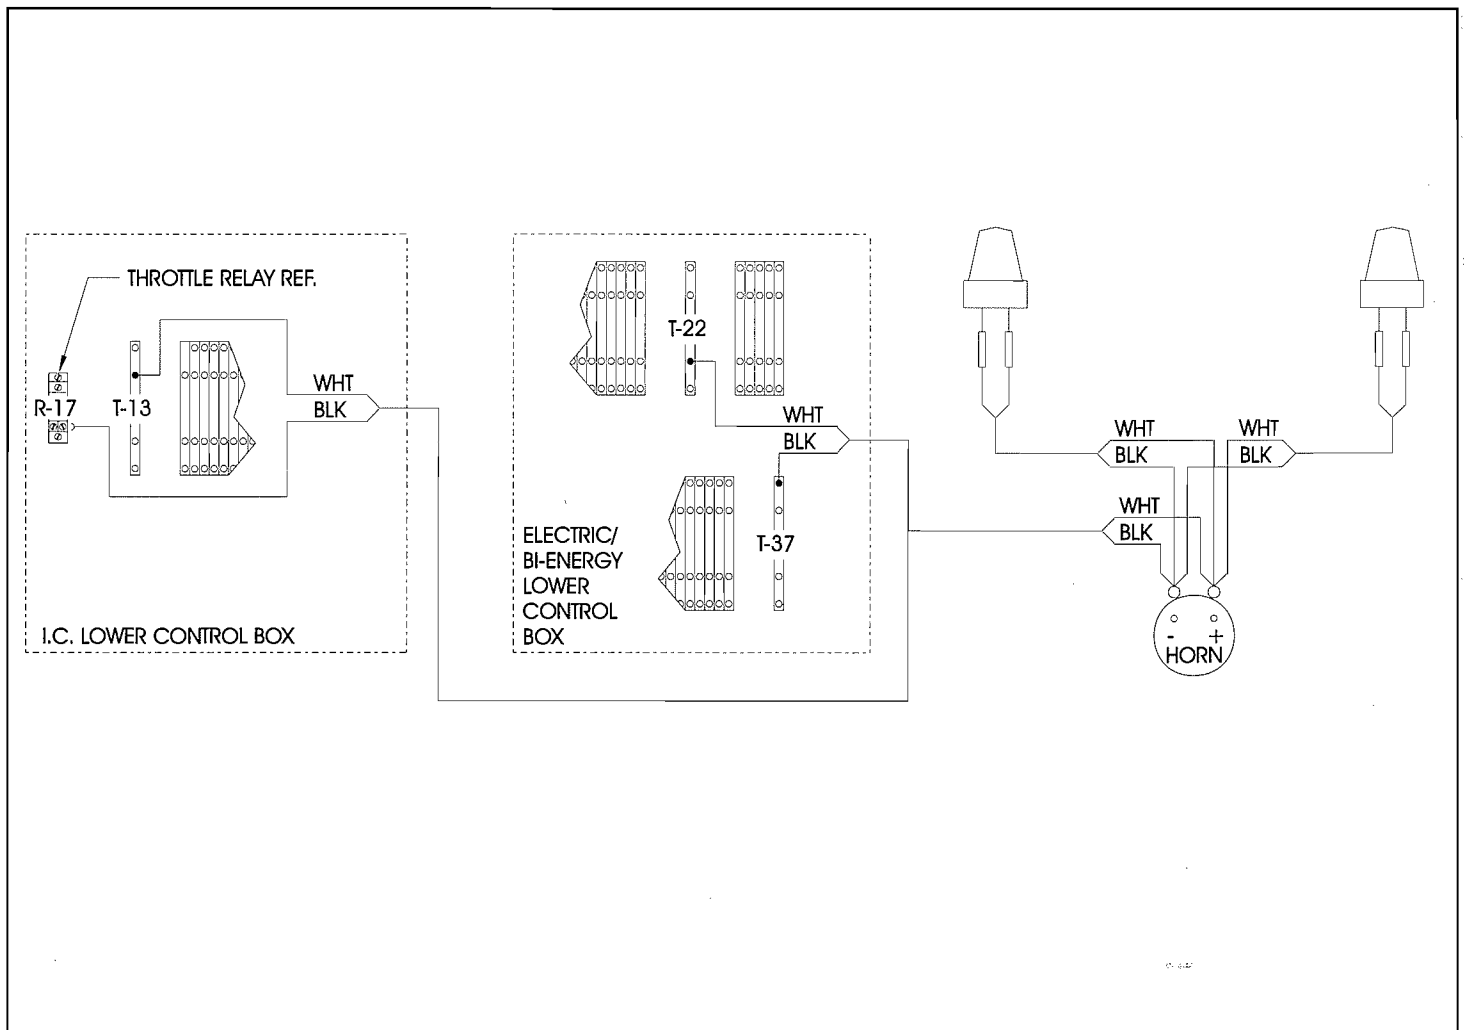 THROTTLE RELAY REF.
R-17
T-13
WHT
BLK
I.C. LOWER CONTROL BOX
T-22
WHT
BLK
T-37
ELECTRIC/
BI-ENERGY
LOWER
CONTROL
BOX
WHT
BLK
WHT
BLK
WHT
BLK
- +
HORN